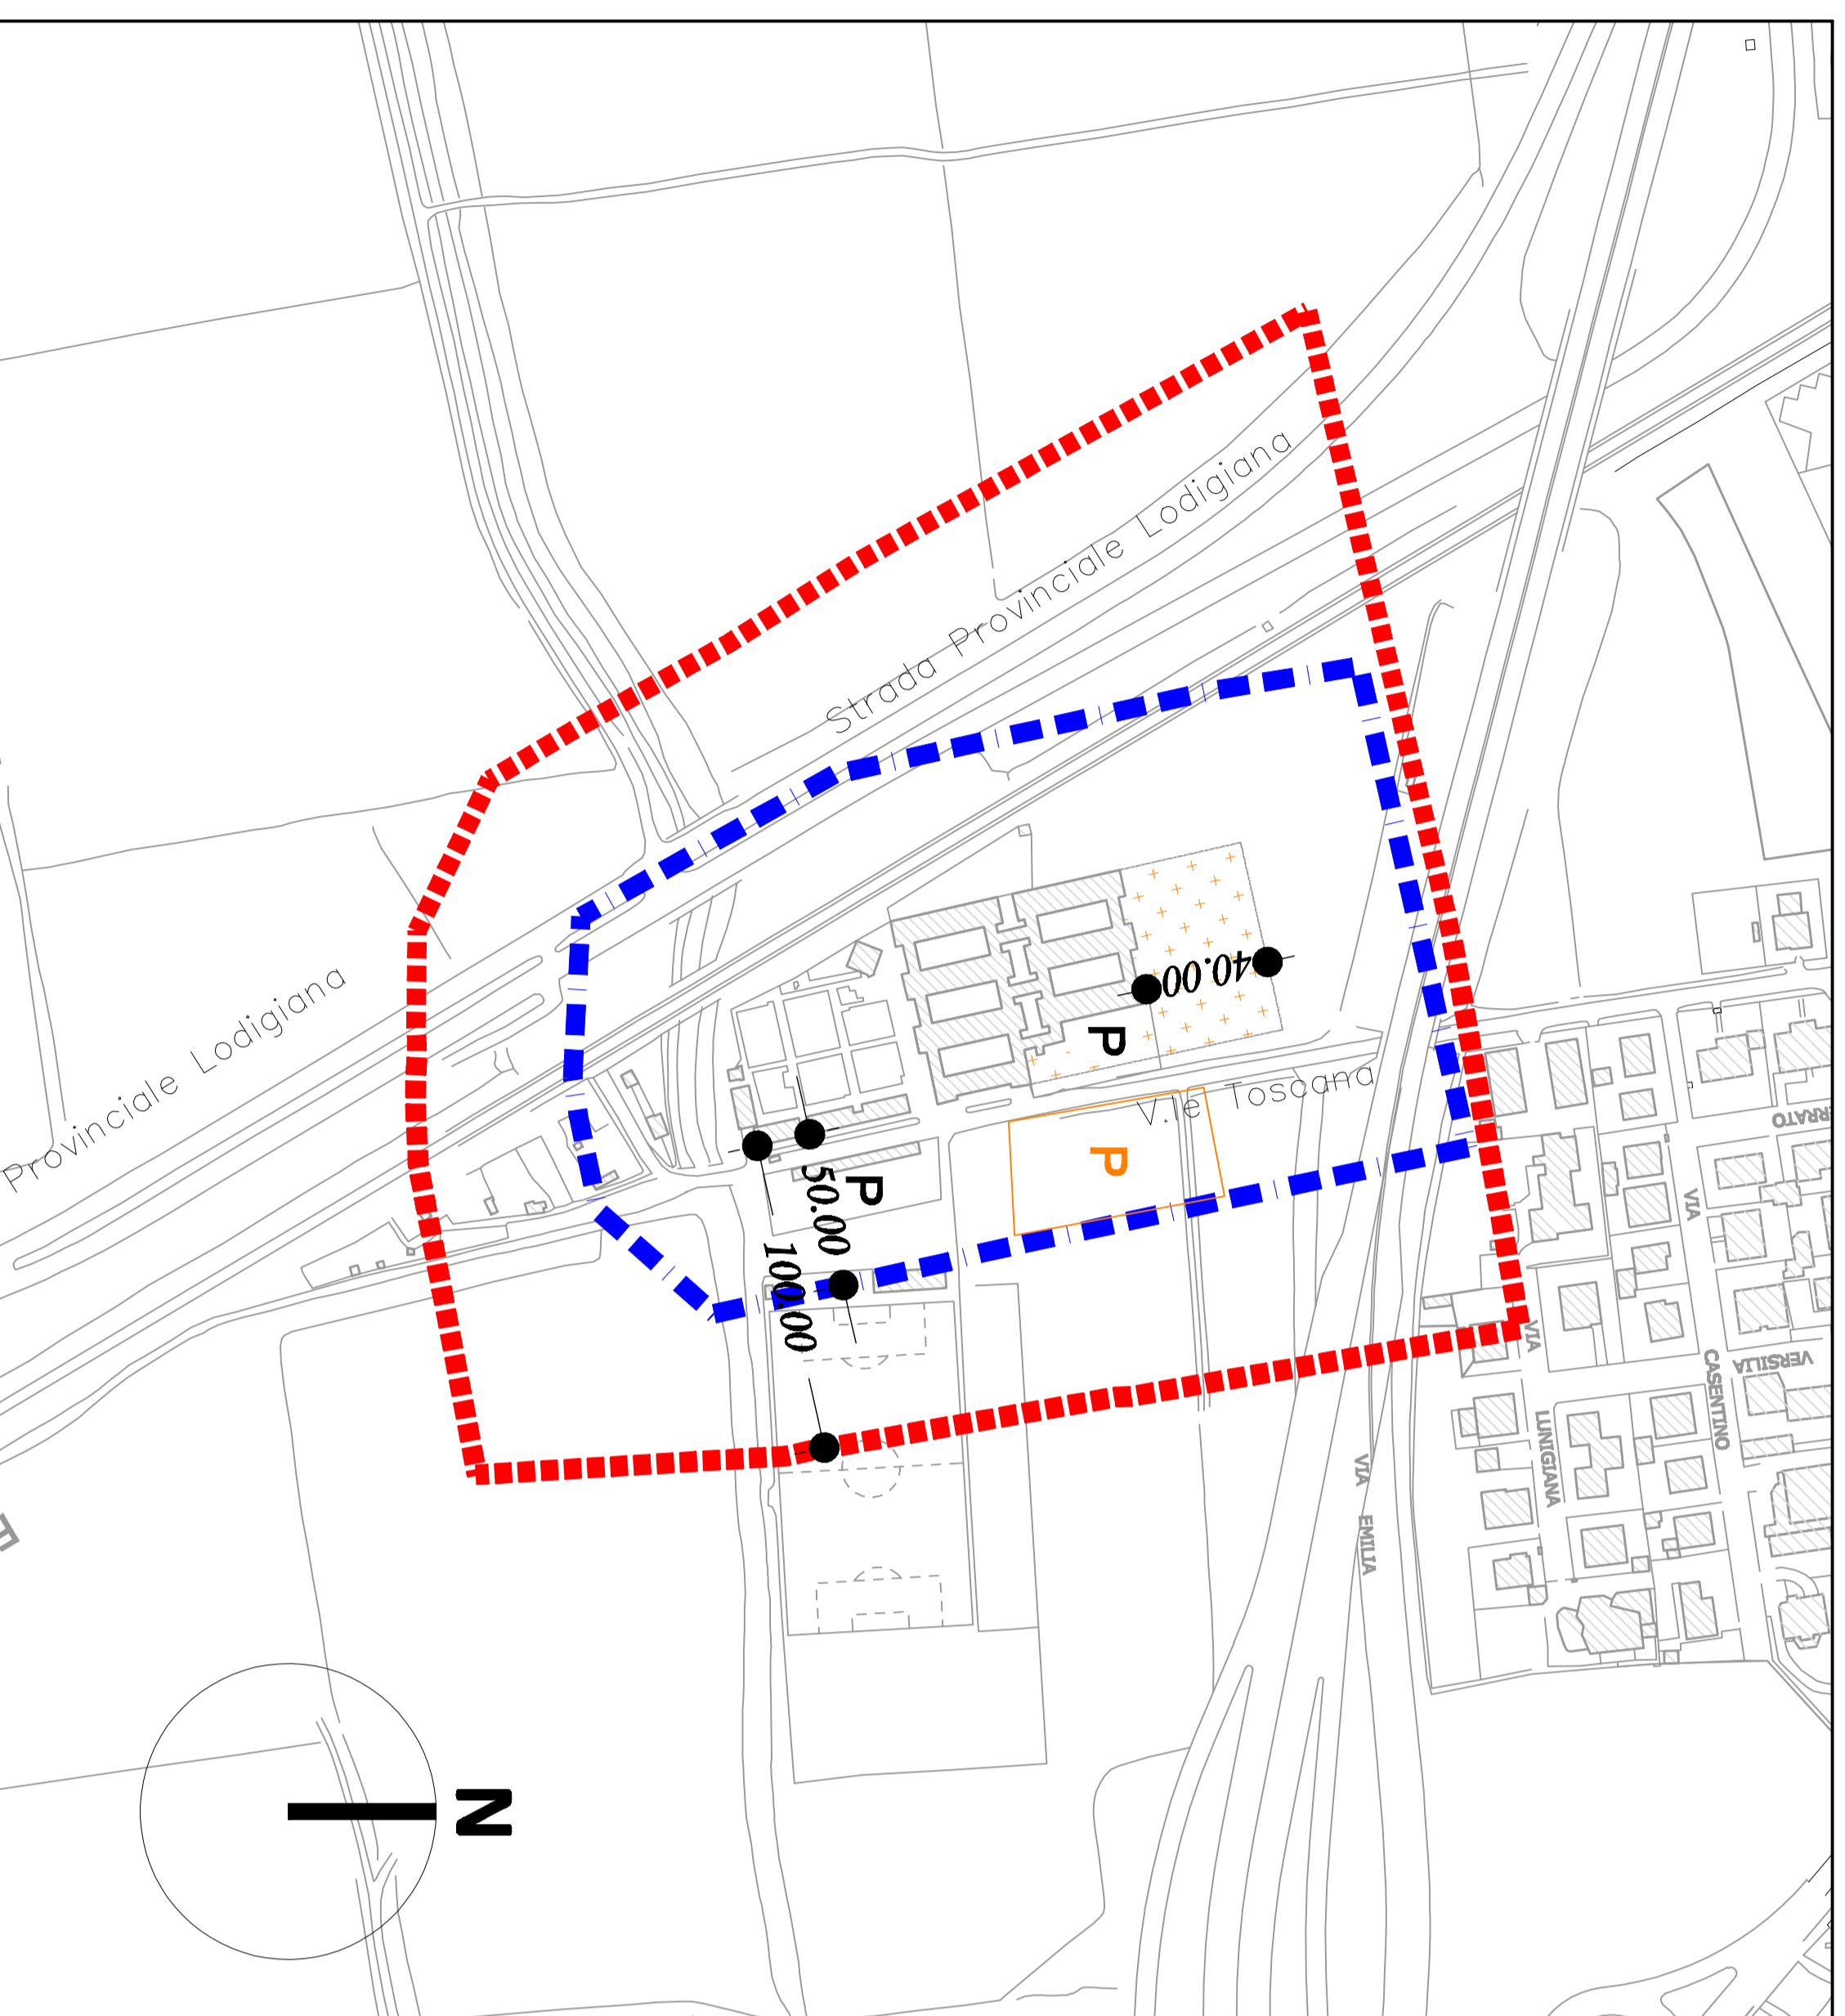 Strada Provinciale Lodigiana
40.00
P
V.le Toscana
P
P
50.00
100.00
Provinciale Lodigiana
VIA
CASENTINO
VERSILIA
VIA
LUNIGIANA
VIA
EMILIA
N